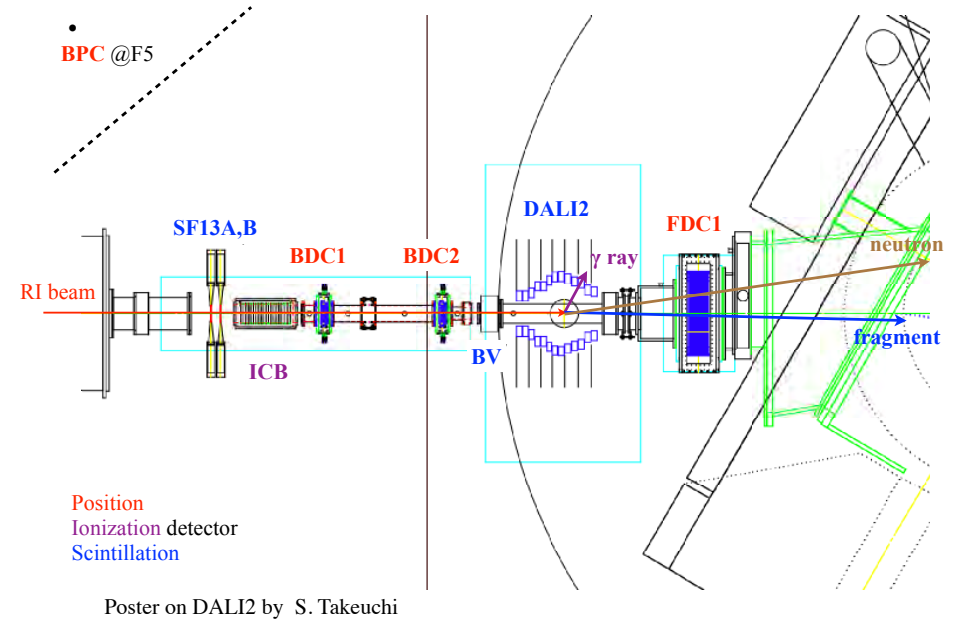 BPC @F5
SF13A,B
DALI2
FDC1
BDC1
BDC2
γ ray
neutron
RI beam
fragment
ICB
BV
Position
Ionization detector
Scintillation
Poster on DALI2 by S. Takeuchi